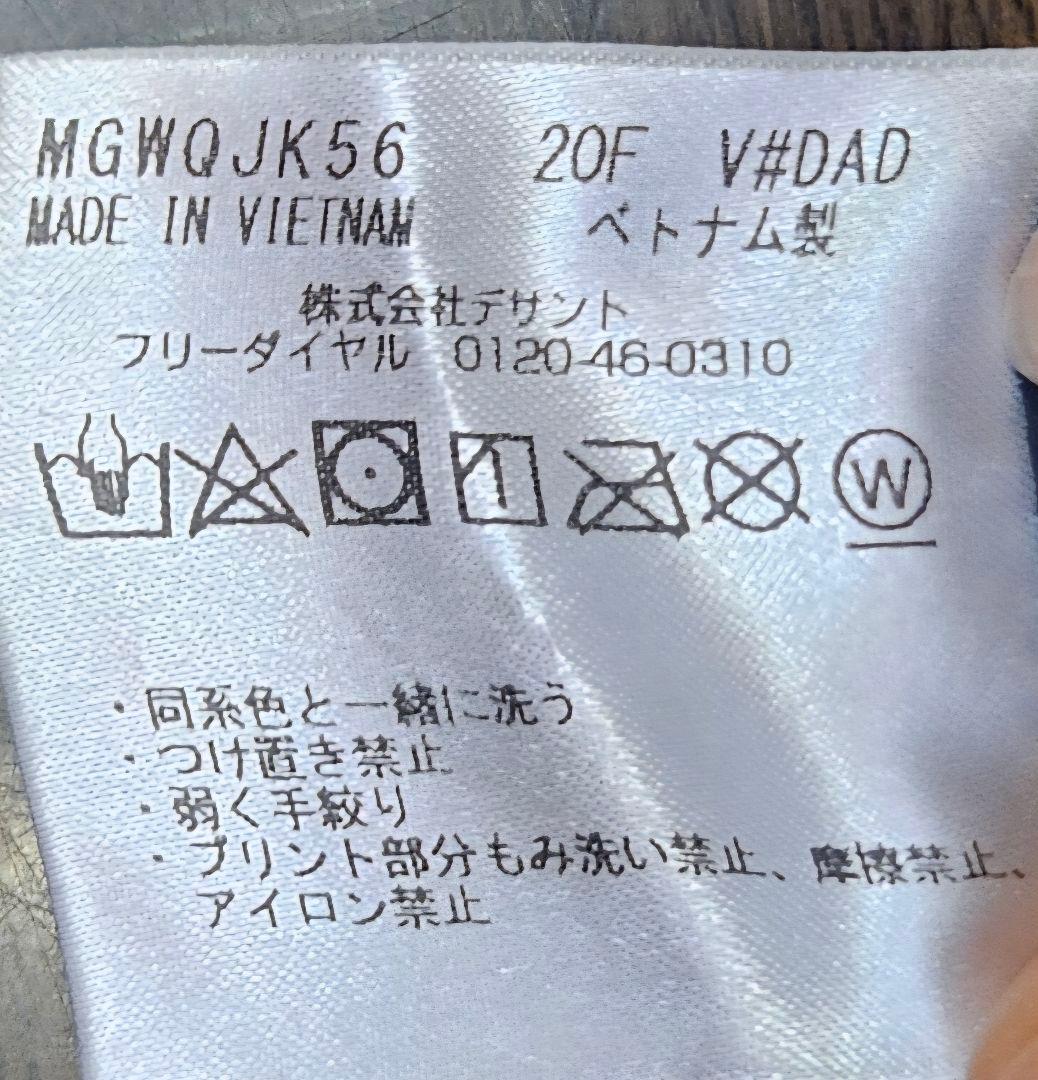 MGWQJK56 20F V#DAD
MADE IN VIETNAM ベトナム製
株式会社デサント
フリーダイヤル 0120-46-0310
W
・同系色と一緒に洗う
・つけ置き禁止
・弱く手絞り
・プリント部分もみ洗い禁止、摩擦禁止、
アイロン禁止